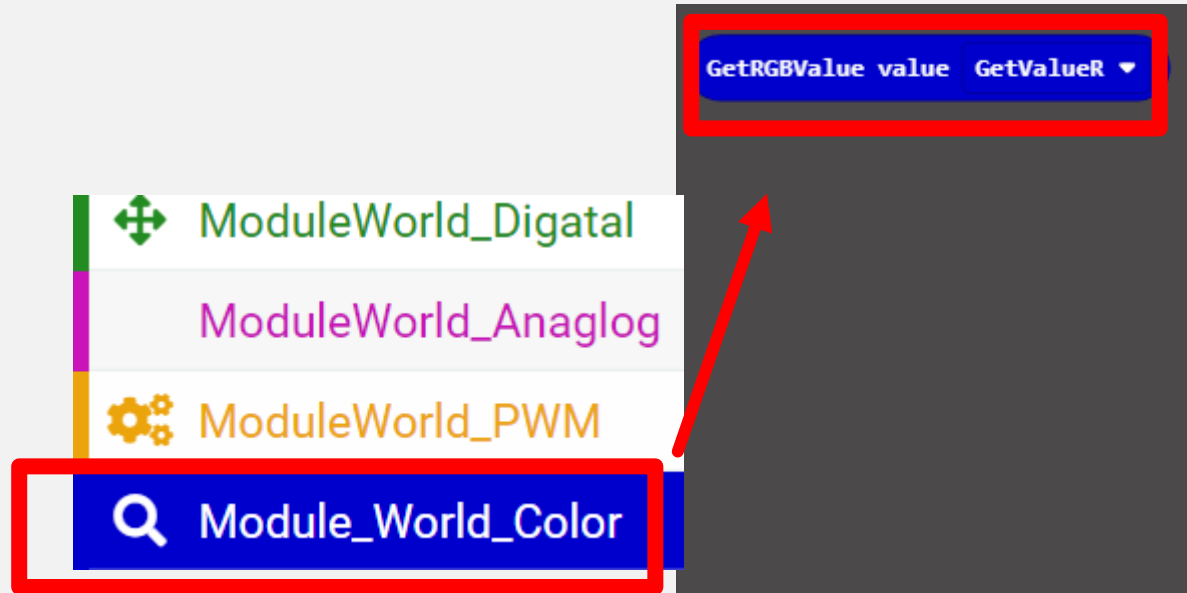 GetRGBValue value GetValueR
ModuleWorld_Digatal
ModuleWorld_Anaglog
ModuleWorld_PWM
Module_World_Color